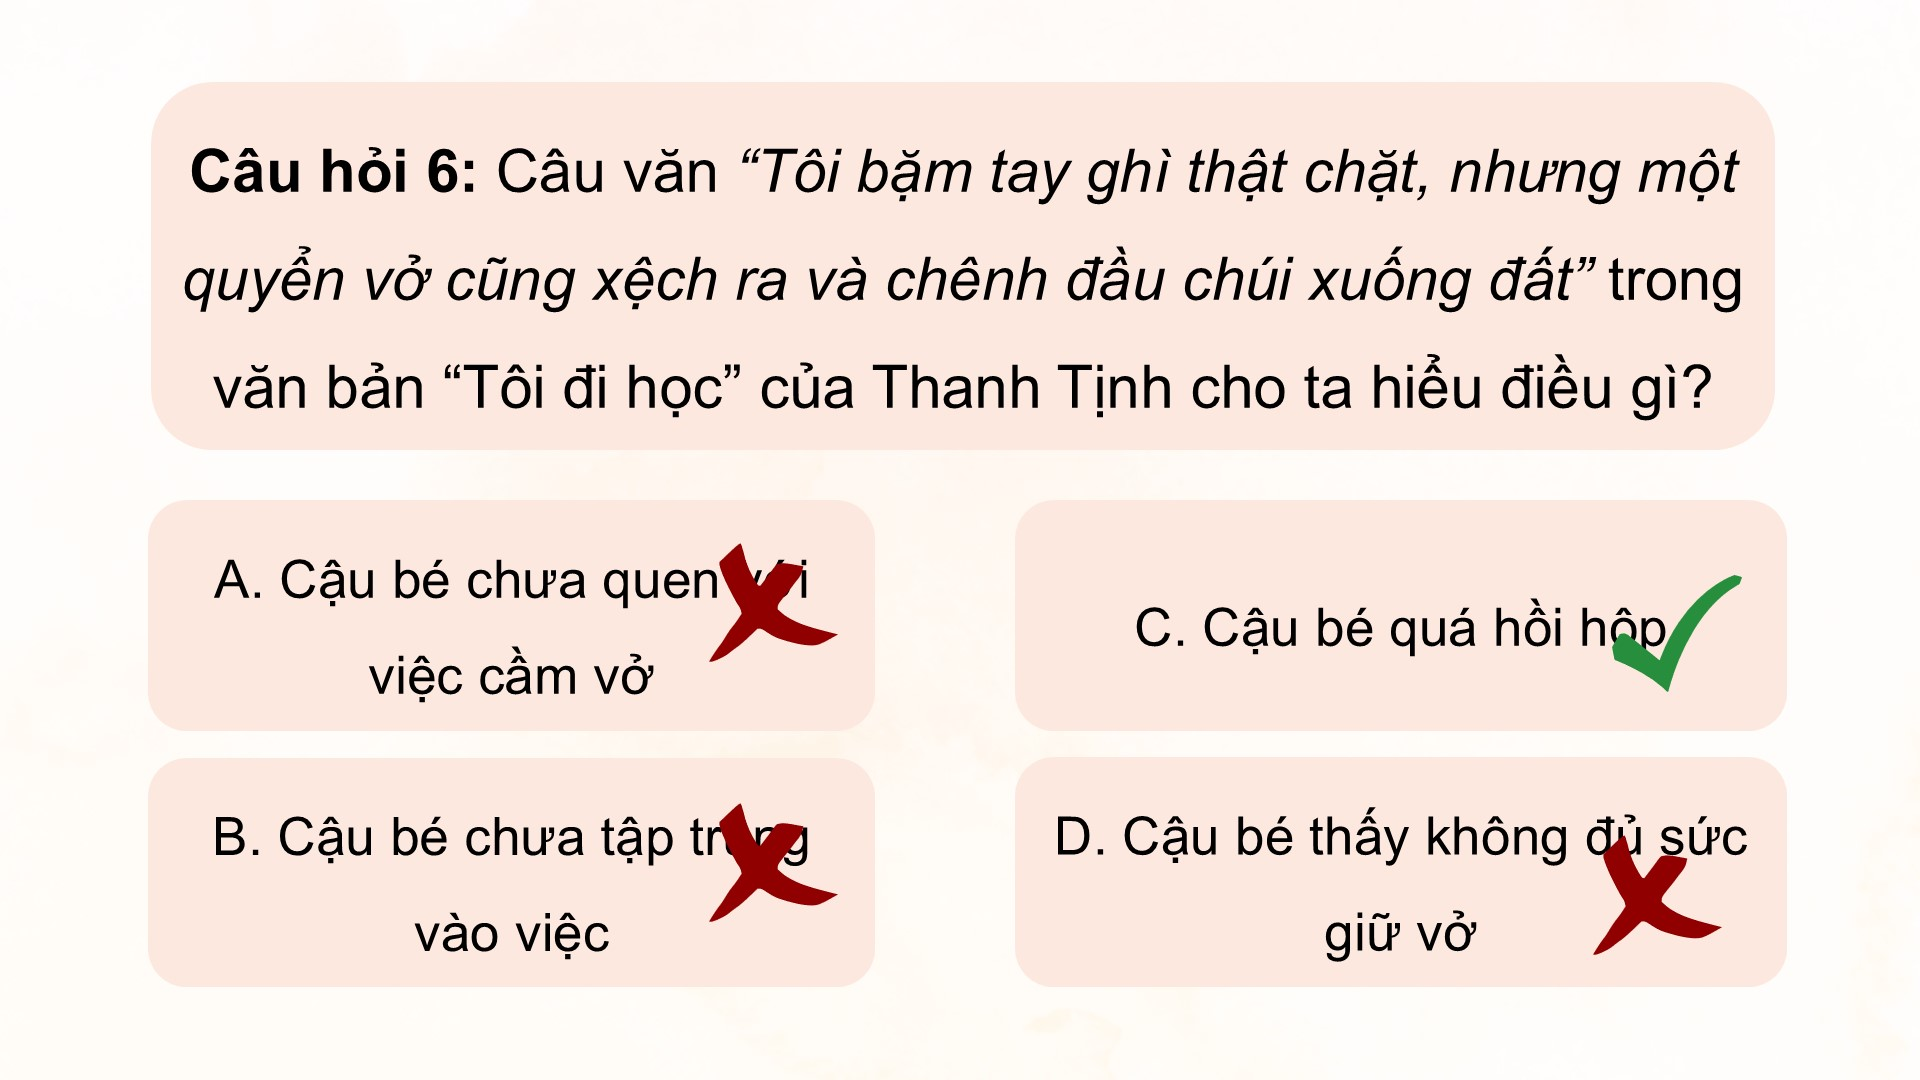 Câu hỏi 6: Câu văn “Tôi bặm tay ghì thật chặt, nhưng một
quyển vở cũng xệch ra và chênh đầu chúi xuống đất” trong
văn bản “Tôi đi học” của Thanh Tịnh cho ta hiểu điều gì?
A. Cậu bé chưa quen với
việc cầm vở
B. Cậu bé chưa tập trung
vào việc
C. Cậu bé quá hồi hộp
D. Cậu bé thấy không đủ sức
giữ vở